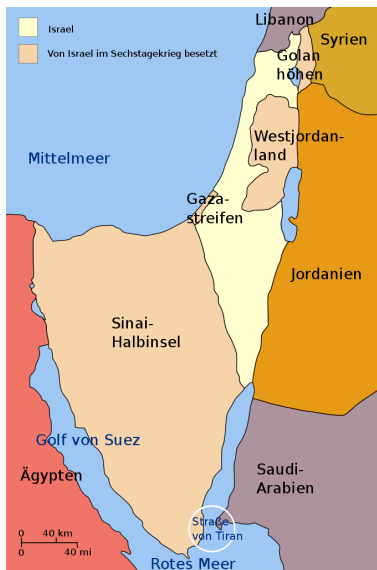 Libanon
Israel
Syrien
Von Israel im Sechstagekrieg besetzt
Golan
höhen
Westjordan-
land
Mittelmeer
Gaza-
streifen
Jordanien
Sinai-
Halbinsel
Golf von Suez
Ägypten
Saudi-
Arabien
Straße
von Tiran
0 40 km
0 40 mi
Rotes Meer